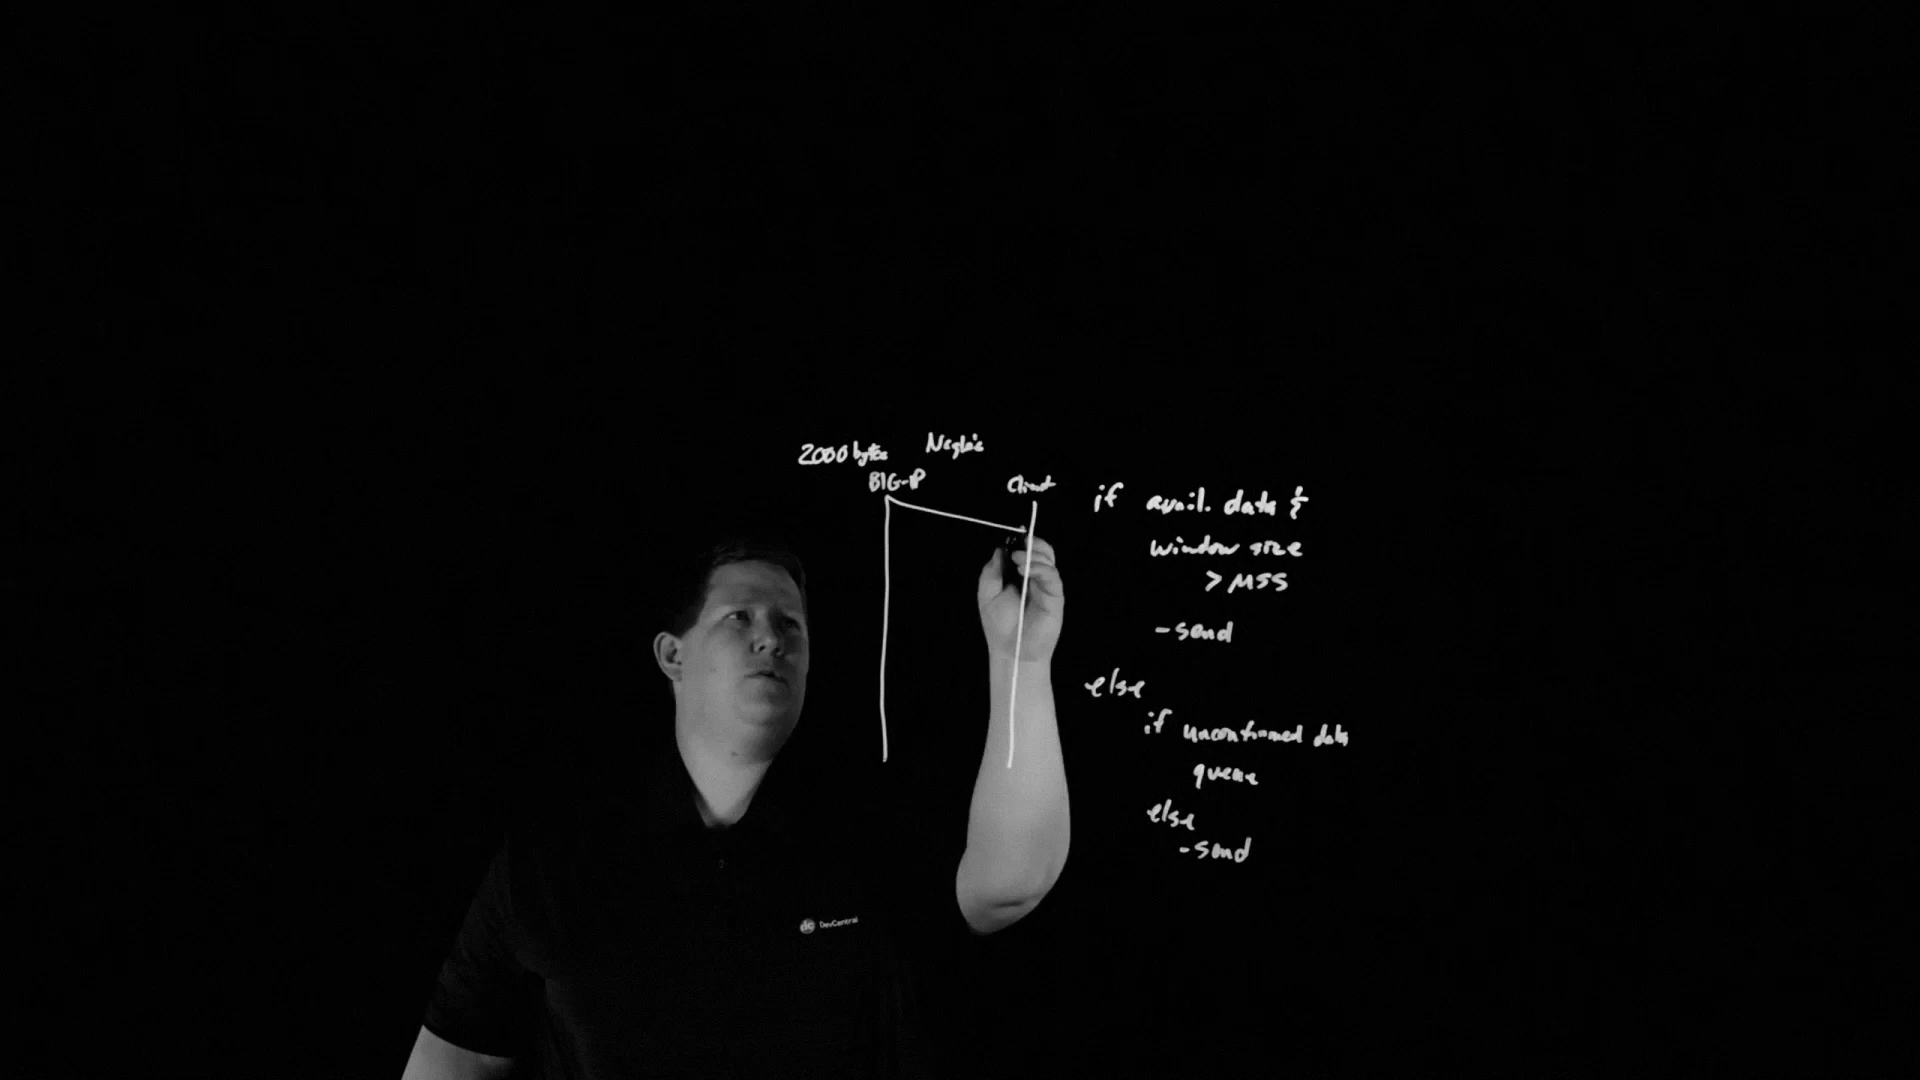 2000 bytes Nagle's
BIG-IP Client
if avail. data &
window size
> MSS
- send
else
if unconfirmed data
queue
else
- send
dc DevCentral